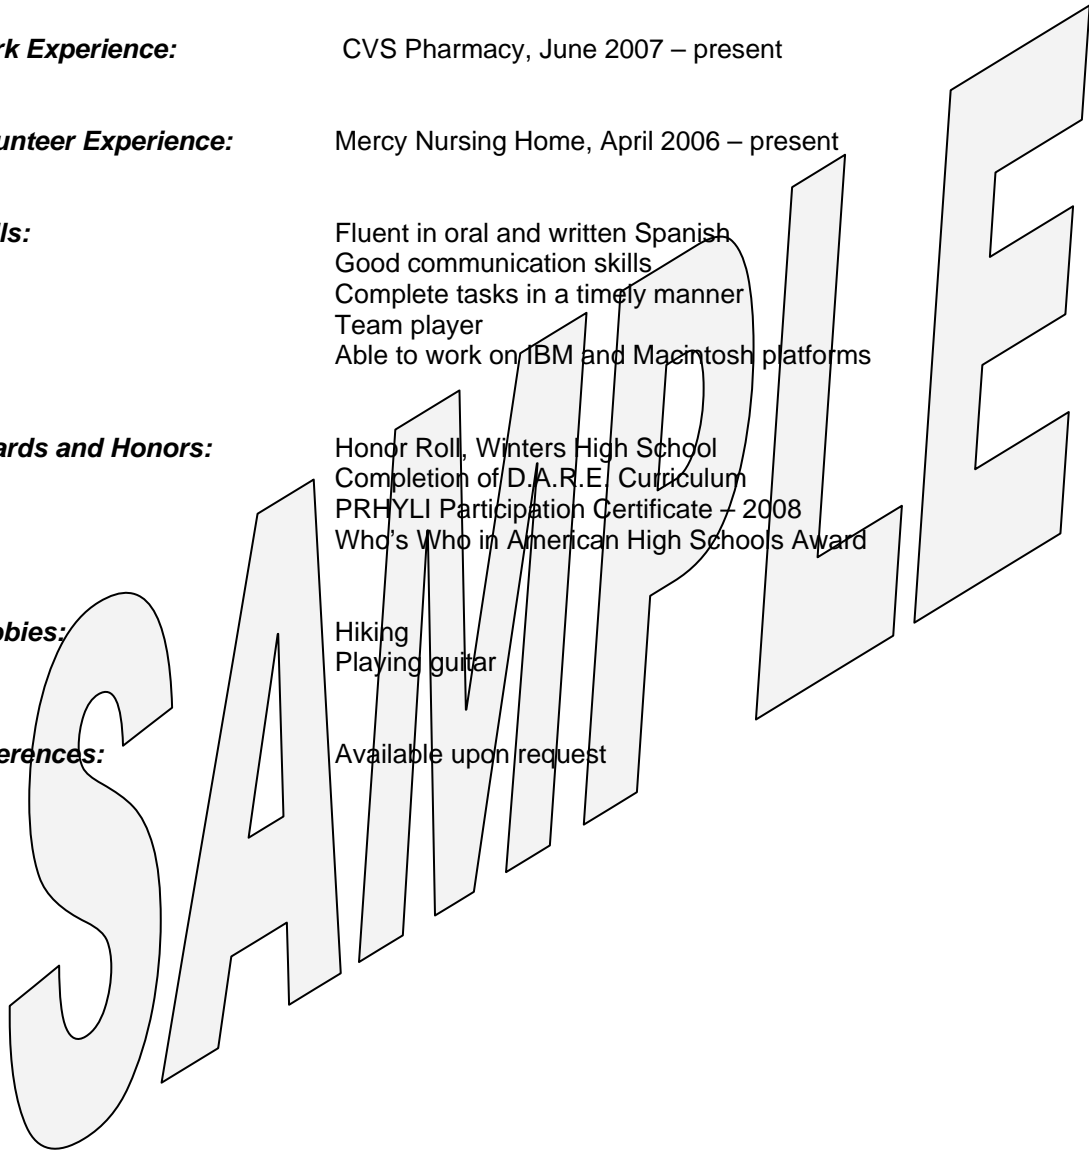 rk Experience: CVS Pharmacy, June 2007 – present
unteer Experience: Mercy Nursing Home, April 2006 – present
lls: Fluent in oral and written Spanish
Good communication skills
Complete tasks in a timely manner
Team player
Able to work on IBM and Macintosh platforms
ards and Honors: Honor Roll, Winters High School
Completion of D.A.R.E. Curriculum
PRHYLI Participation Certificate – 2008
Who's Who in American High Schools Award
bbies: Hiking
Playing guitar
erences: Available upon request
SAMPLE